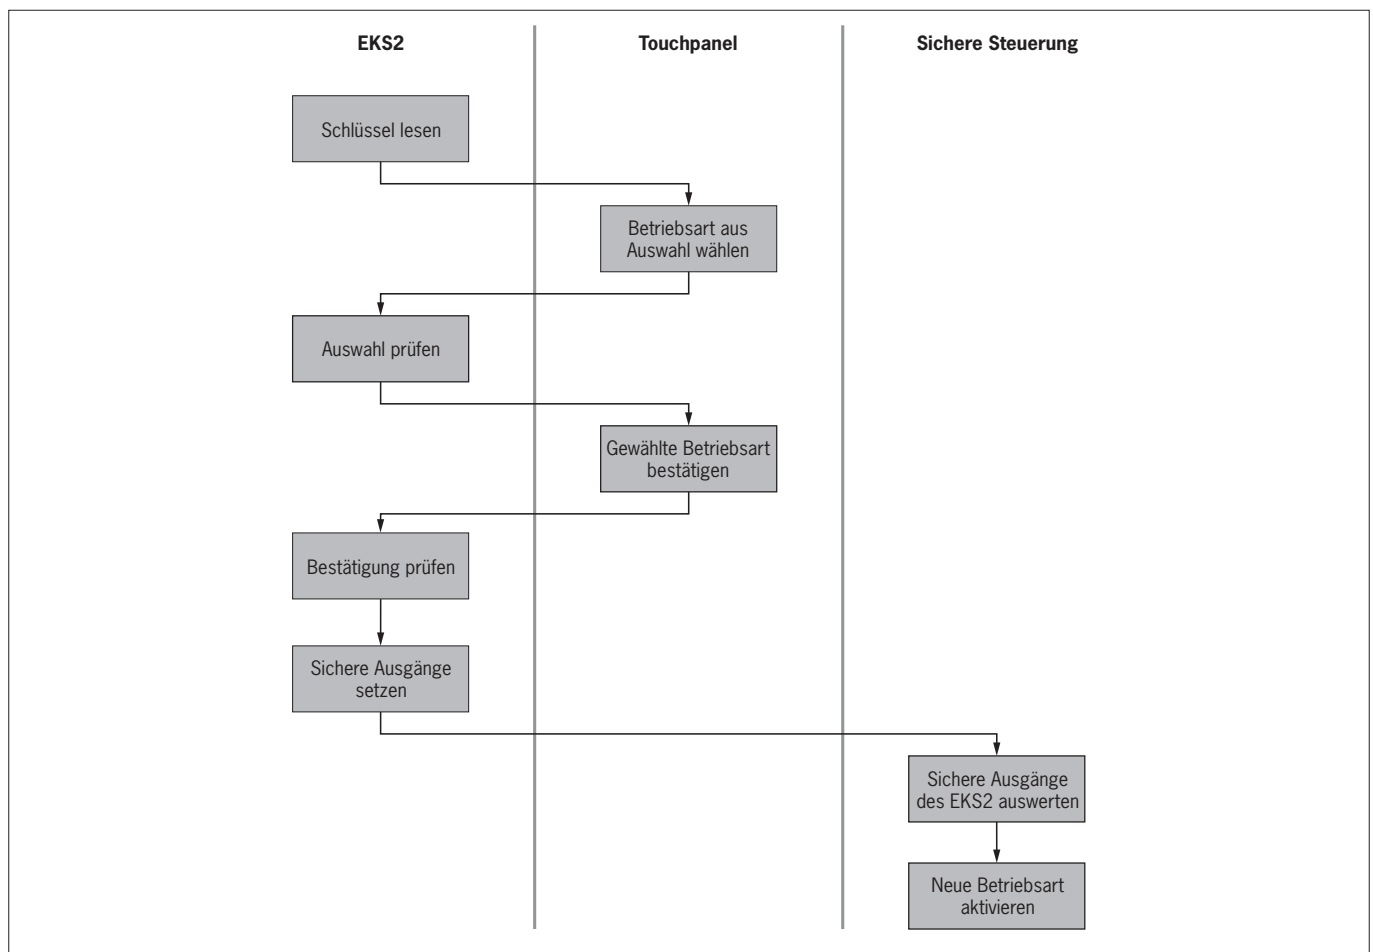 EKS2
Touchpanel
Sichere Steuerung
Schlüssel lesen
Betriebsart aus
Auswahl wählen
Auswahl prüfen
Gewählte Betriebsart
bestätigen
Bestätigung prüfen
Sichere Ausgänge
setzen
Sichere Ausgänge
des EKS2 auswerten
Neue Betriebsart
aktivieren